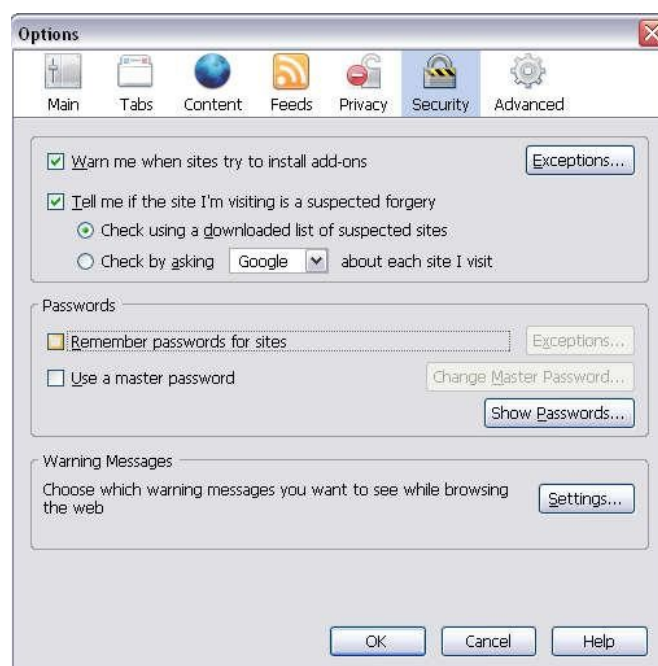 Options
Main Tabs Content Feeds Privacy Security Advanced
Warn me when sites try to install add-ons Exceptions...
Tell me if the site I'm visiting is a suspected forgery
Check using a downloaded list of suspected sites
Check by asking Google about each site I visit
Passwords
Remember passwords for sites Exceptions...
Use a master password Change Master Password...
Show Passwords...
Warning Messages
Choose which warning messages you want to see while browsing
the web Settings...
OK Cancel Help